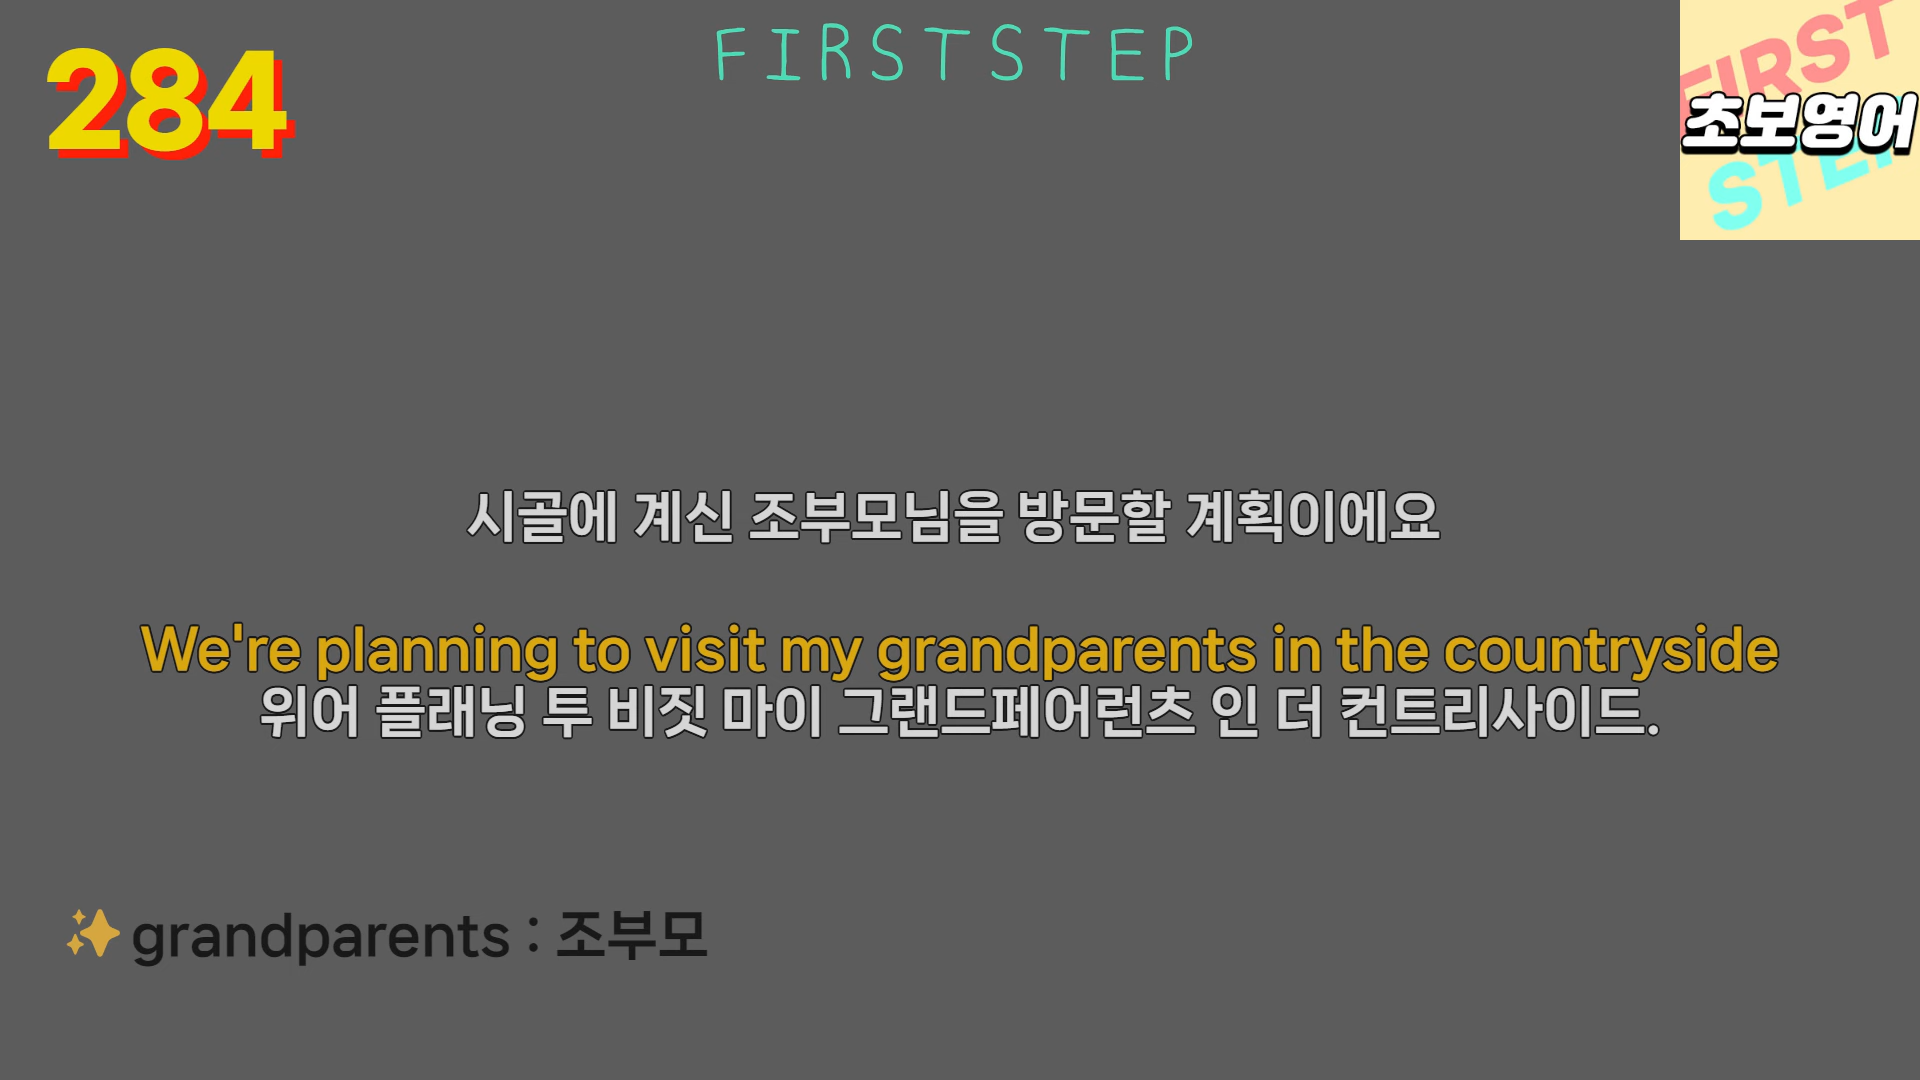 284
FIRSTSTEP
FIRST
초보영어
STEP
시골에 계신 조부모님을 방문할 계획이에요
We're planning to visit my grandparents in the countryside
위어 플래닝 투 비짓 마이 그랜드페어런츠 인 더 컨트리사이드.
✨grandparents : 조부모